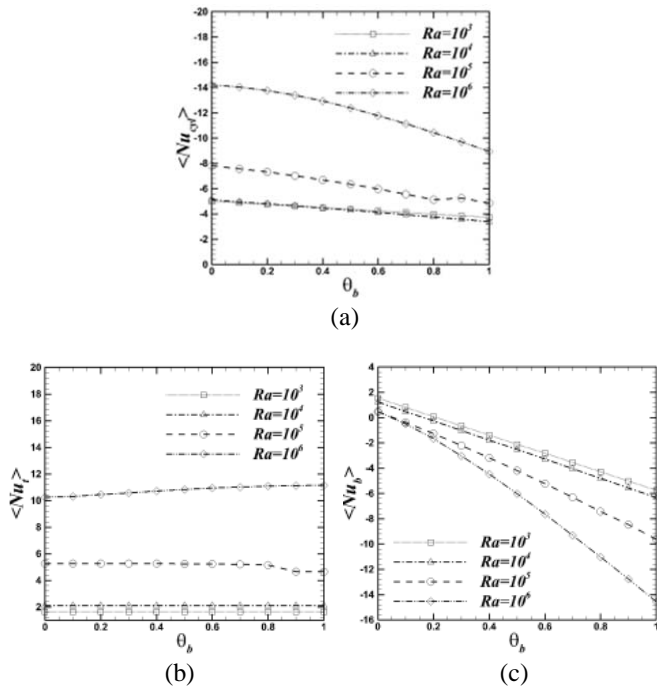 -20
-18
-16
-14
-12
-10
-8
-6
-4
-2
0
<Nu_cyl>
Ra=10³
Ra=10⁴
Ra=10⁵
Ra=10⁶
0 0.2 0.4 0.6 0.8 1
θ_b
(a)
20
18
16
14
12
10
8
6
4
2
<Nu_t>
Ra=10³
Ra=10⁴
Ra=10⁵
Ra=10⁶
0 0.2 0.4 0.6 0.8 1
θ_b
(b)
4
2
0
-2
-4
-6
-8
-10
-12
-14
-16
<Nu_b>
Ra=10³
Ra=10⁴
Ra=10⁵
Ra=10⁶
0 0.2 0.4 0.6 0.8 1
θ_b
(c)